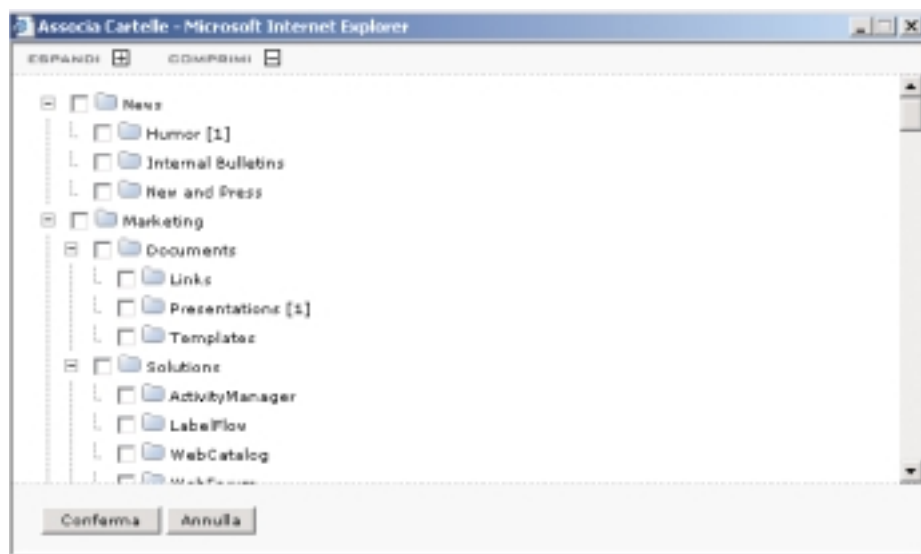 Associa Cartelle - Microsoft Internet Explorer
ESPANDI COMPRIMI
News
Humor [1]
Internal Bulletins
New and Press
Marketing
Documents
Links
Presentations [1]
Templates
Solutions
ActivityManager
LabelFlow
WebCatalog
Conferma Annulla